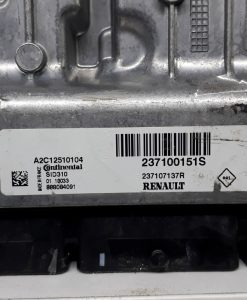 A2C12510104
Continental
SID310
237100151S
237107137R
RENAULT